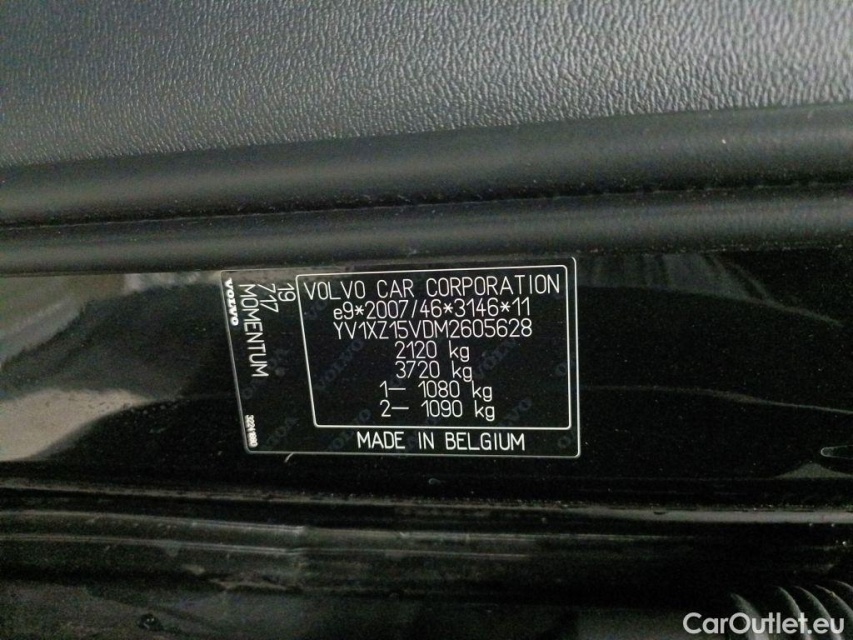 VOLVO CAR CORPORATION
e9*2007/46*3146*11
YV1XZ15VDM2605628
2120 kg
3720 kg
1– 1080 kg
2– 1090 kg
MADE IN BELGIUM
19
717
MOMENTUM
VOLVO
CarOutlet.eu